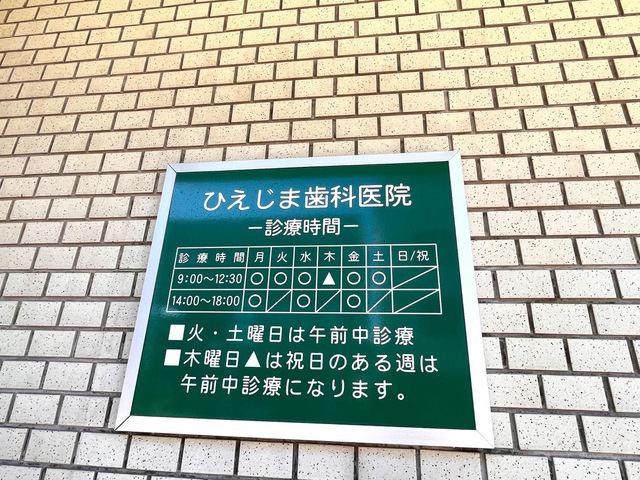 ひえじま歯科医院
ー診療時間ー
診療時間 月 火 水 木 金 土 日/祝
9:00〜12:30 ○ ○ ○ ▲ ○ ○ ／
14:00〜18:00 ○ ／ ○ ／ ○ ／ ／
■火・土曜日は午前中診療
■木曜日▲は祝日のある週は
午前中診療になります。